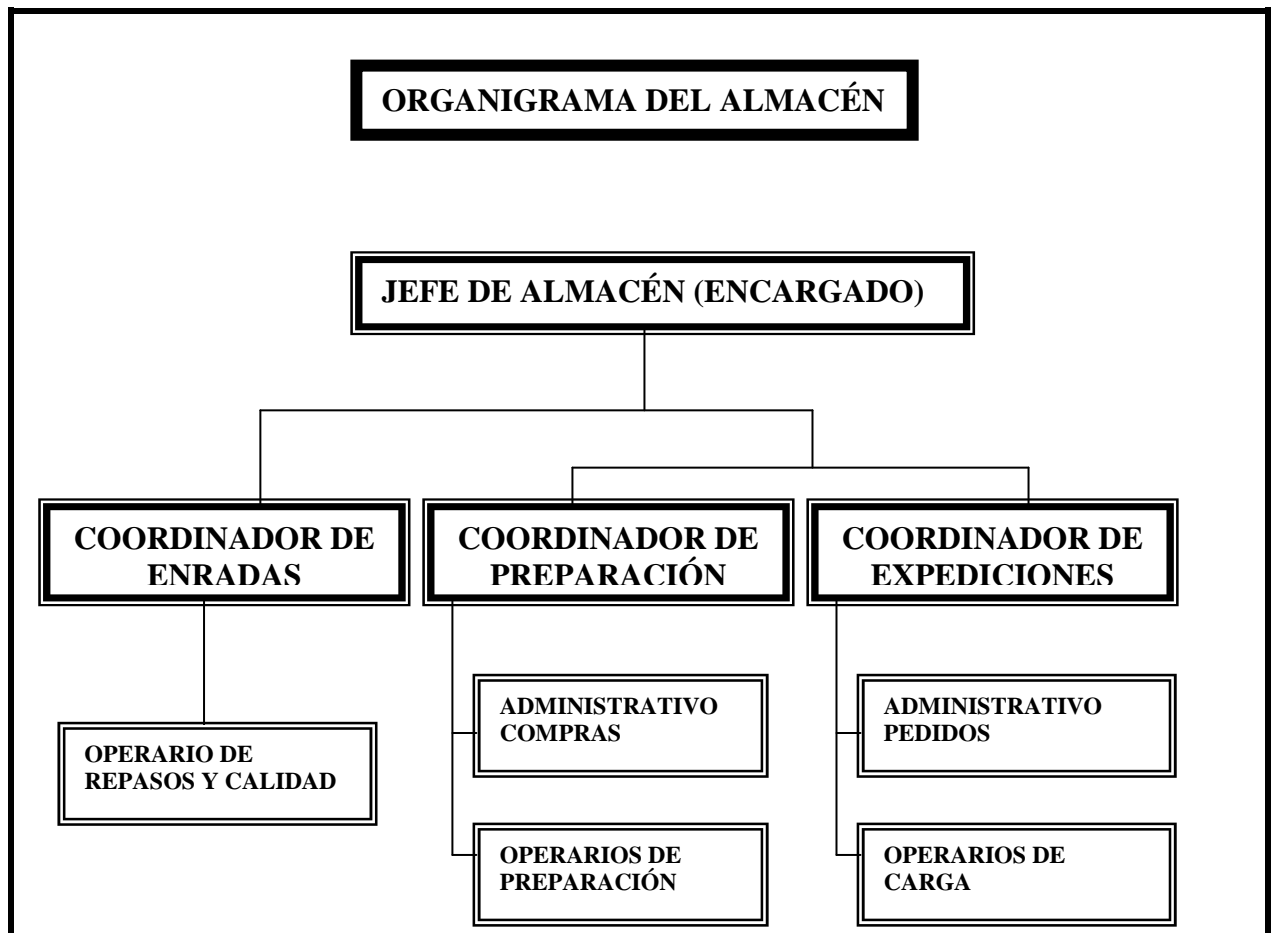 ORGANIGRAMA DEL ALMACÉN
JEFE DE ALMACÉN (ENCARGADO)
COORDINADOR DE
ENRADAS
COORDINADOR DE
PREPARACIÓN
COORDINADOR DE
EXPEDICIONES
ADMINISTRATIVO
COMPRAS
ADMINISTRATIVO
PEDIDOS
OPERARIO DE
REPASOS Y CALIDAD
OPERARIOS DE
PREPARACIÓN
OPERARIOS DE
CARGA